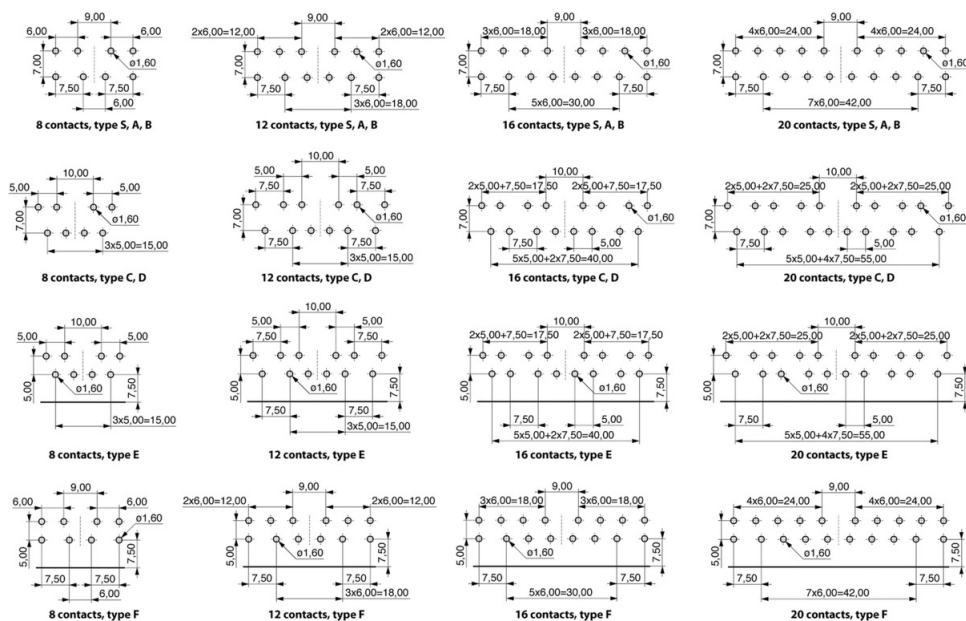 9,00
6,00 6,00
ø1,60
7,00
7,50 7,50
6,00
8 contacts, type S, A, B
9,00
2x6,00=12,00 2x6,00=12,00
ø1,60
7,00
7,50 7,50
3x6,00=18,00
12 contacts, type S, A, B
9,00
3x6,00=18,00 3x6,00=18,00
ø1,60
7,00
7,50 7,50
5x6,00=30,00
16 contacts, type S, A, B
9,00
4x6,00=24,00 4x6,00=24,00
ø1,60
7,00
7,50 7,50
7x6,00=42,00
20 contacts, type S, A, B
10,00
5,00 5,00
7,00
ø1,60
3x5,00=15,00
8 contacts, type C, D
10,00
5,00 5,00
7,50 7,50
7,00
ø1,60
7,50 7,50
3x5,00=15,00
12 contacts, type C, D
10,00
2x5,00+7,50=17,50 2x5,00+7,50=17,50
7,00
ø1,60
7,50 5,00
5x5,00+2x7,50=40,00
16 contacts, type C, D
10,00
2x5,00+2x7,50=25,00 2x5,00+2x7,50=25,00
7,00
ø1,60
7,50 5,00
5x5,00+4x7,50=55,00
20 contacts, type C, D
10,00
5,00 5,00
5,00
ø1,60
7,50
3x5,00=15,00
8 contacts, type E
10,00
5,00 5,00
7,50 7,50
5,00
ø1,60
7,50
7,50 7,50
3x5,00=15,00
12 contacts, type E
10,00
2x5,00+7,50=17,50 2x5,00+7,50=17,50
5,00
ø1,60
7,50
7,50 5,00
5x5,00+2x7,50=40,00
16 contacts, type E
10,00
2x5,00+2x7,50=25,00 2x5,00+2x7,50=25,00
5,00
ø1,60
7,50
7,50 5,00
5x5,00+4x7,50=55,00
20 contacts, type E
9,00
6,00 6,00
ø1,60
5,00
7,50
7,50 7,50
6,00
8 contacts, type F
9,00
2x6,00=12,00 2x6,00=12,00
5,00
ø1,60
7,50
7,50 7,50
3x6,00=18,00
12 contacts, type F
9,00
3x6,00=18,00 3x6,00=18,00
5,00
ø1,60
7,50
7,50 7,50
5x6,00=30,00
16 contacts, type F
9,00
4x6,00=24,00 4x6,00=24,00
5,00
ø1,60
7,50
7,50 7,50
7x6,00=42,00
20 contacts, type F